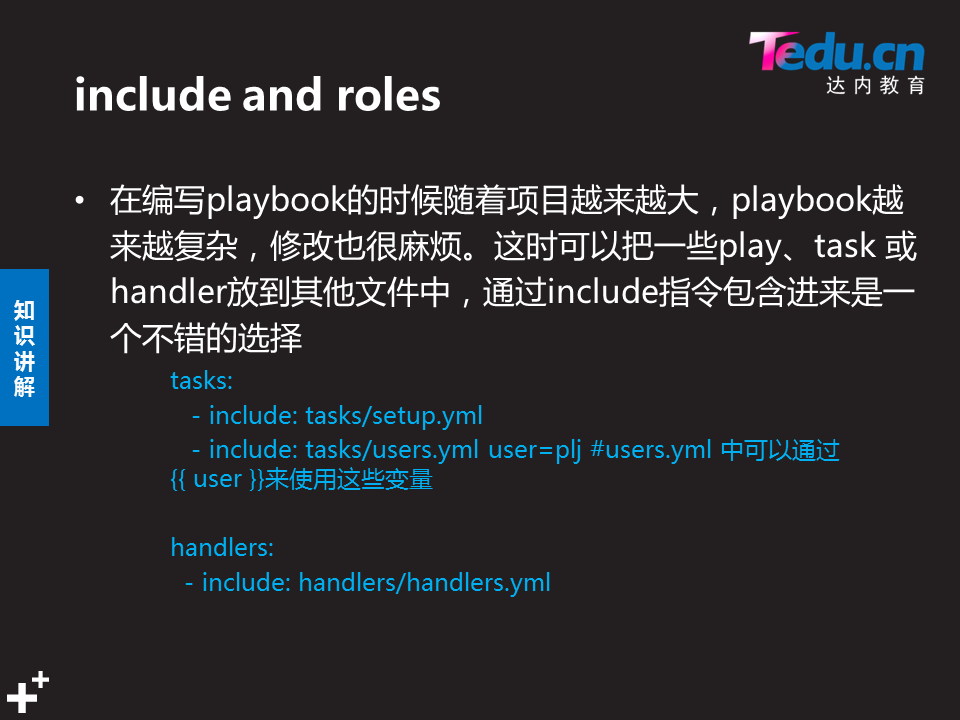 Tedu.cn
达内教育
include and roles
• 在编写playbook的时候随着项目越来越大，playbook越
来越复杂，修改也很麻烦。这时可以把一些play、task 或
handler放到其他文件中，通过include指令包含进来是一
个不错的选择
知识讲解
tasks:
- include: tasks/setup.yml
- include: tasks/users.yml user=plj #users.yml 中可以通过
{{ user }}来使用这些变量
handlers:
- include: handlers/handlers.yml